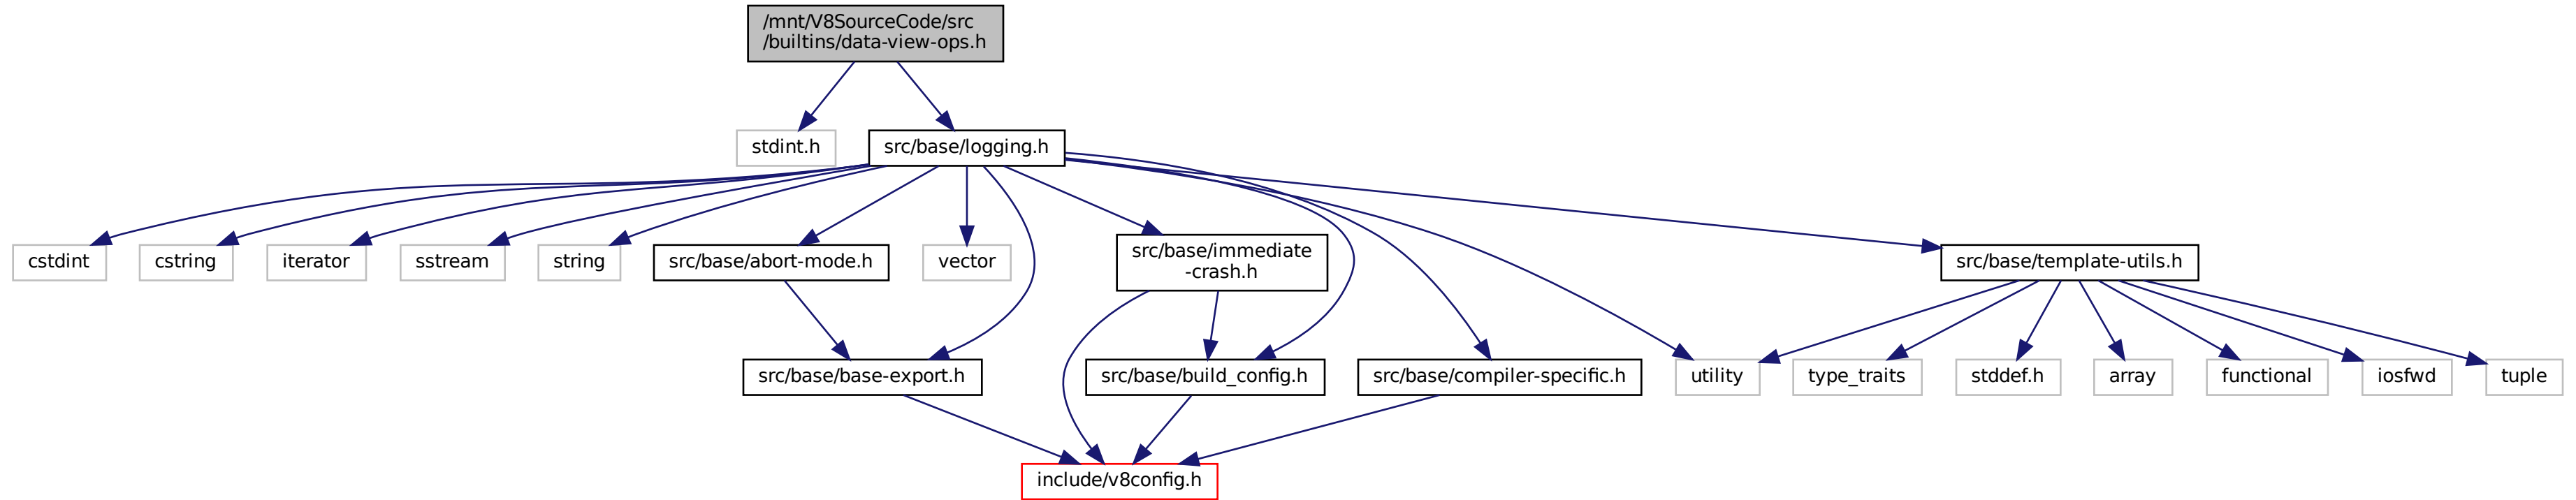 /mnt/V8SourceCode/src
/builtins/data-view-ops.h
stdint.h
src/base/logging.h
cstdint
cstring
iterator
sstream
string
src/base/abort-mode.h
vector
src/base/immediate
-crash.h
src/base/template-utils.h
src/base/base-export.h
src/base/build_config.h
src/base/compiler-specific.h
utility
type_traits
stddef.h
array
functional
iosfwd
tuple
include/v8config.h